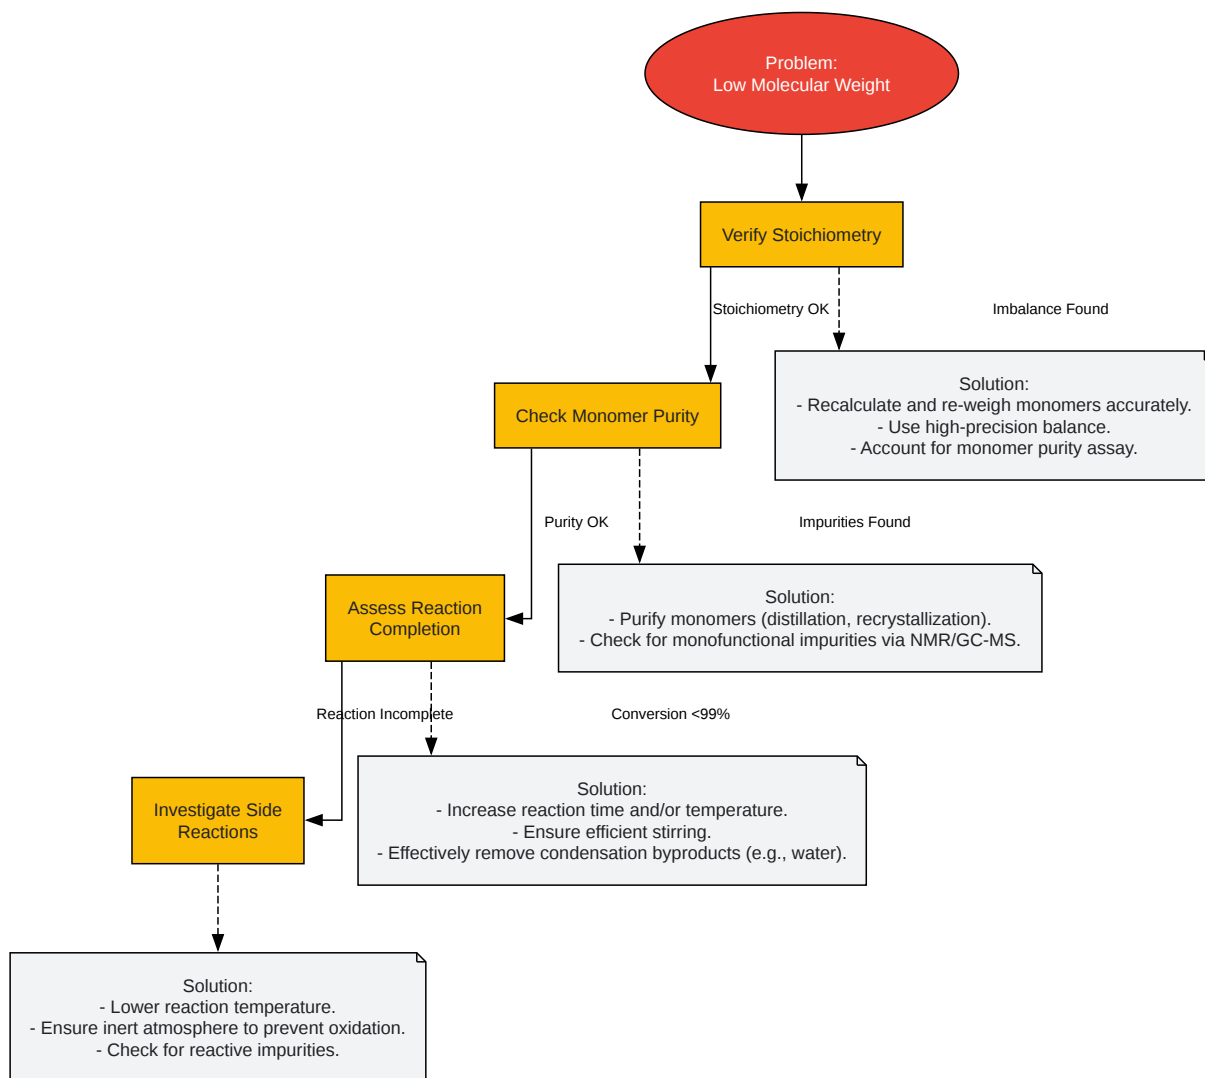 Problem:
Low Molecular Weight
Verify Stoichiometry
Stoichiometry OK
Imbalance Found
Solution:
- Recalculate and re-weigh monomers accurately.
- Use high-precision balance.
- Account for monomer purity assay.
Check Monomer Purity
Purity OK
Impurities Found
Solution:
- Purify monomers (distillation, recrystallization).
- Check for monofunctional impurities via NMR/GC-MS.
Assess Reaction
Completion
Reaction Incomplete
Conversion <99%
Solution:
- Increase reaction time and/or temperature.
- Ensure efficient stirring.
- Effectively remove condensation byproducts (e.g., water).
Investigate Side
Reactions
Solution:
- Lower reaction temperature.
- Ensure inert atmosphere to prevent oxidation.
- Check for reactive impurities.